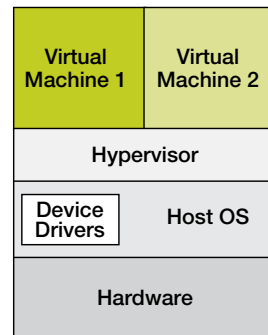 Virtual
Machine 1
Virtual
Machine 2
Hypervisor
Device
Drivers
Host OS
Hardware